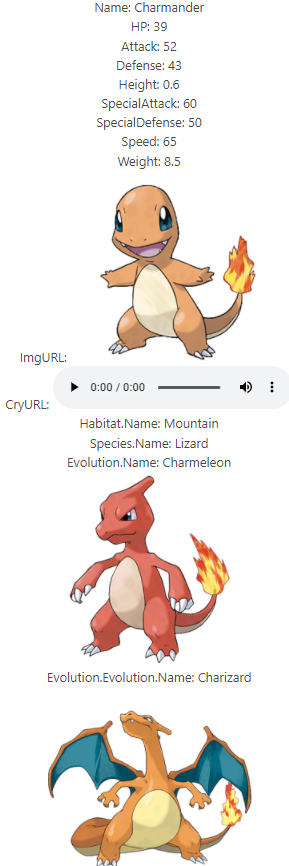 Name: Charmander
HP: 39
Attack: 52
Defense: 43
Height: 0.6
SpecialAttack: 60
SpecialDefense: 50
Speed: 65
Weight: 8.5
ImgURL:
0:00 / 0:00
CryURL:
Habitat.Name: Mountain
Species.Name: Lizard
Evolution.Name: Charmeleon
Evolution.Evolution.Name: Charizard